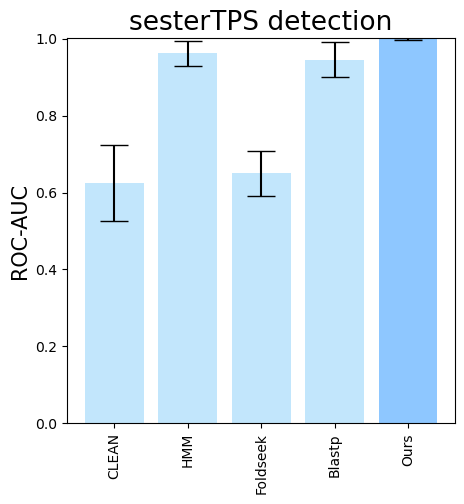 sesterTPS detection
ROC-AUC
1.0
0.8
0.6
0.4
0.2
0.0
CLEAN
HMM
Foldseek
Blastp
Ours